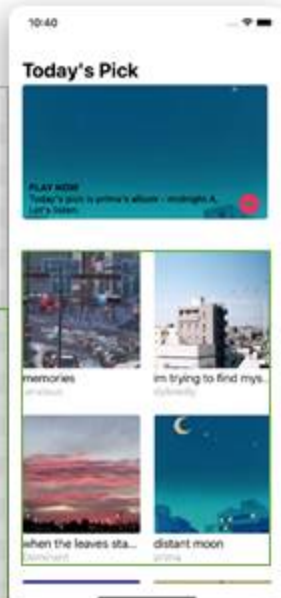 10:40
Today's Pick
PLAY NOW
Today's pick is prima's album - midnight A.
Let's listen.
memories
im trying to find mys...
when the leaves sta...
distant moon
prima